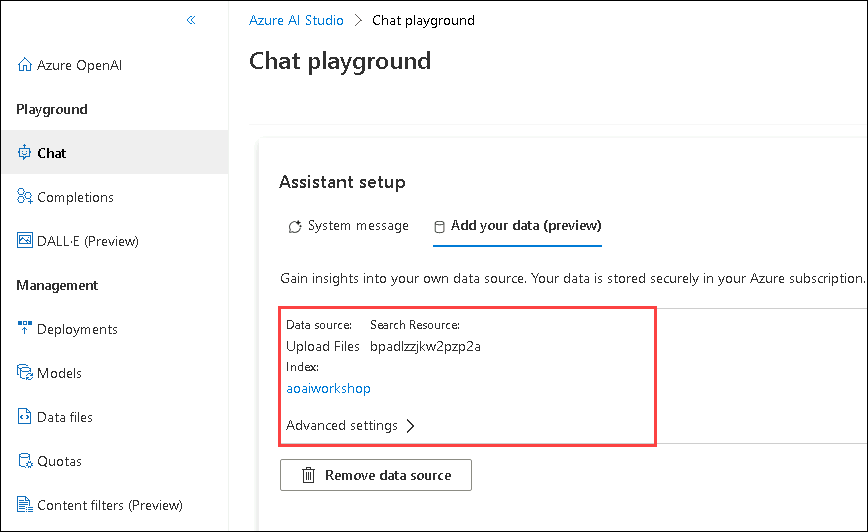 Azure OpenAI
Playground
Chat
Completions
DALL·E (Preview)
Management
Deployments
Models
Data files
Quotas
Content filters (Preview)
Azure AI Studio > Chat playground
Chat playground
Assistant setup
System message Add your data (preview)
Gain insights into your own data source. Your data is stored securely in your Azure subscription.
Data source: Search Resource:
Upload Files bpadlzzjkw2pzp2a
Index:
aoaiworkshop
Advanced settings
Remove data source